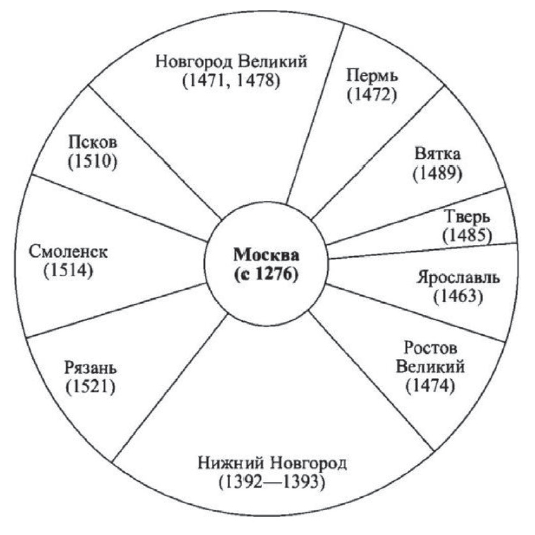 Новгород Великий
(1471, 1478)
Пермь
(1472)
Вятка
(1489)
Тверь
(1485)
Ярославль
(1463)
Ростов
Великий
(1474)
Нижний Новгород
(1392—1393)
Рязань
(1521)
Смоленск
(1514)
Псков
(1510)
Москва
(с 1276)